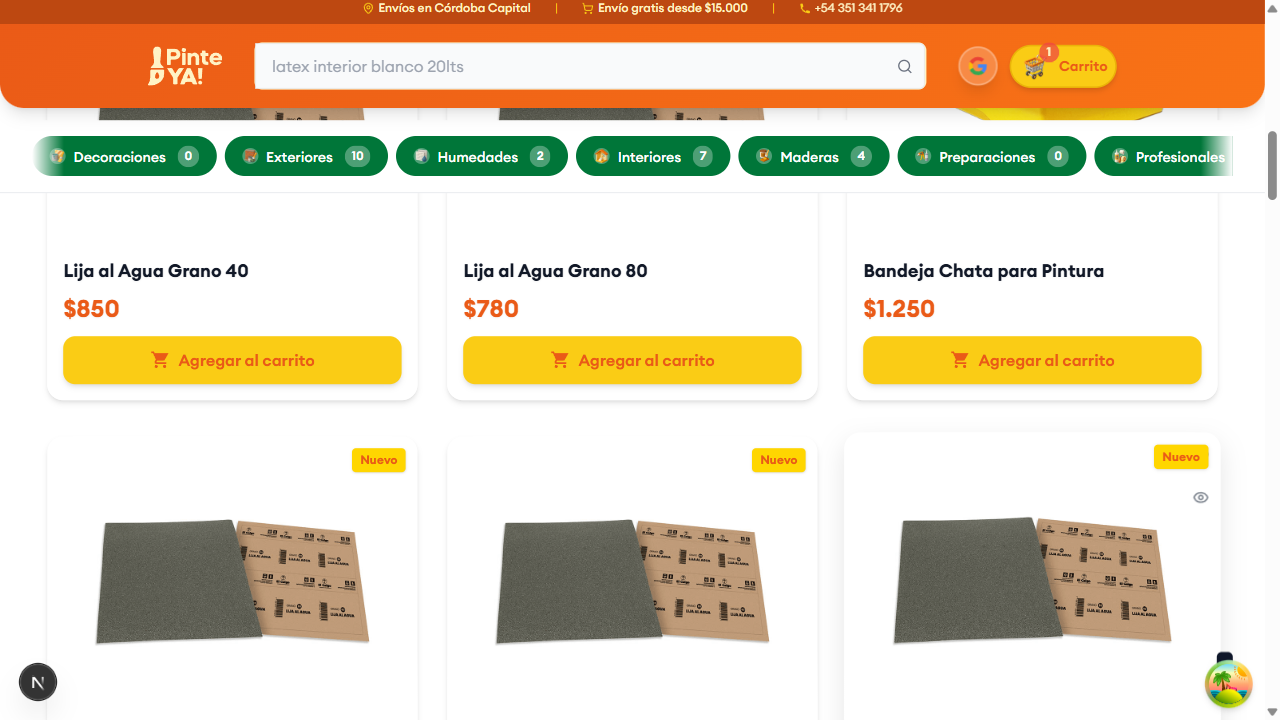 Envíos en Córdoba Capital | Envío gratis desde $15.000 | +54 351 341 1796
Pinte
YA!
latex interior blanco 20lts
1
Carrito
Decoraciones 0
Exteriores 10
Humedades 2
Interiores 7
Maderas 4
Preparaciones 0
Profesionales
Lija al Agua Grano 40
$850
Agregar al carrito
Lija al Agua Grano 80
$780
Agregar al carrito
Bandeja Chata para Pintura
$1.250
Agregar al carrito
Nuevo
Nuevo
Nuevo
N